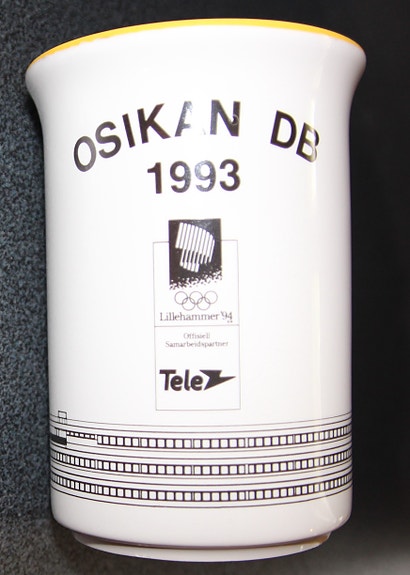 OSIKAN DB
1993
Lillehammer '94
Offisiell
Samarbeidspartner
Tele